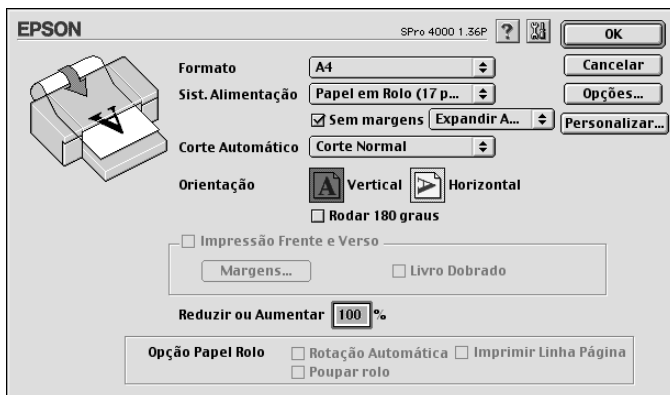 EPSON SPro 4000 1.36P ? OK
Formato A4 Cancelar
Sist. Alimentação Papel em Rolo (17 p... Opções...
Sem margens Expandir A... Personalizar...
Corte Automático Corte Normal
Orientação A Vertical A Horizontal
Rodar 180 graus
Impressão Frente e Verso
Margens... Livro Dobrado
Reduzir ou Aumentar 100 %
Opção Papel Rolo Rotação Automática Imprimir Linha Página
Poupar rolo